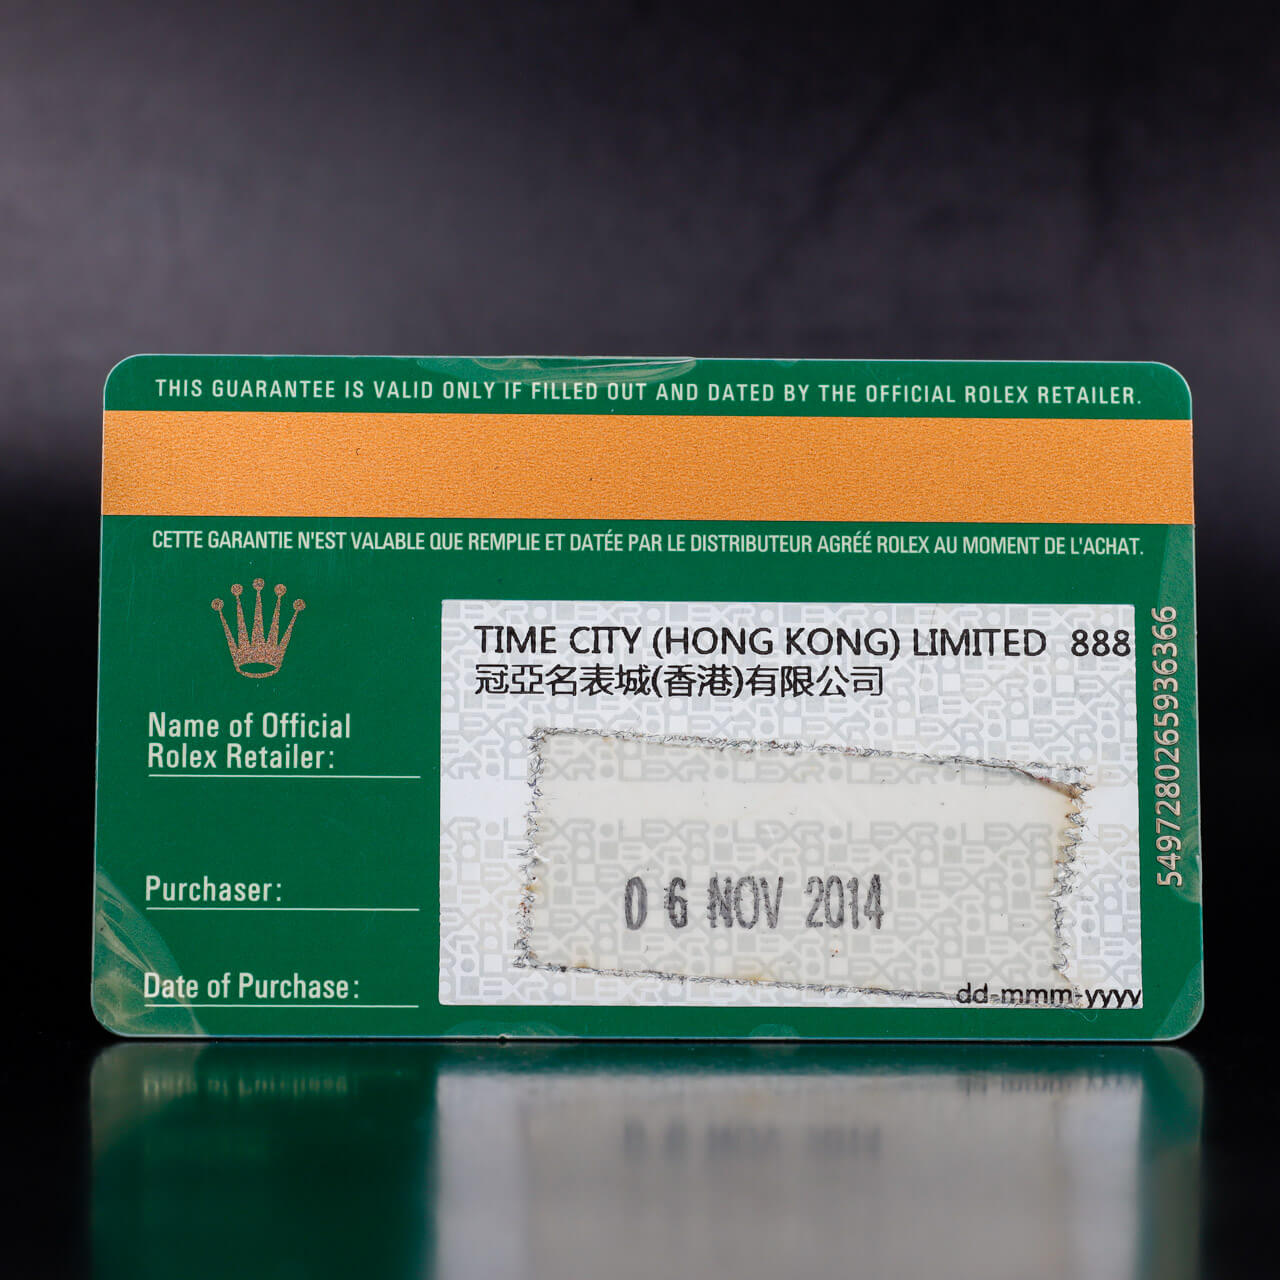 THIS GUARANTEE IS VALID ONLY IF FILLED OUT AND DATED BY THE OFFICIAL ROLEX RETAILER.
CETTE GARANTIE N'EST VALABLE QUE REMPLIE ET DATÉE PAR LE DISTRIBUTEUR AGRÉÉ ROLEX AU MOMENT DE L'ACHAT.
TIME CITY (HONG KONG) LIMITED 888
冠亞名表城(香港)有限公司
Name of Official
Rolex Retailer:
Purchaser:
06 NOV 2014
Date of Purchase:
dd-mmm-yyyy
5497280265936366